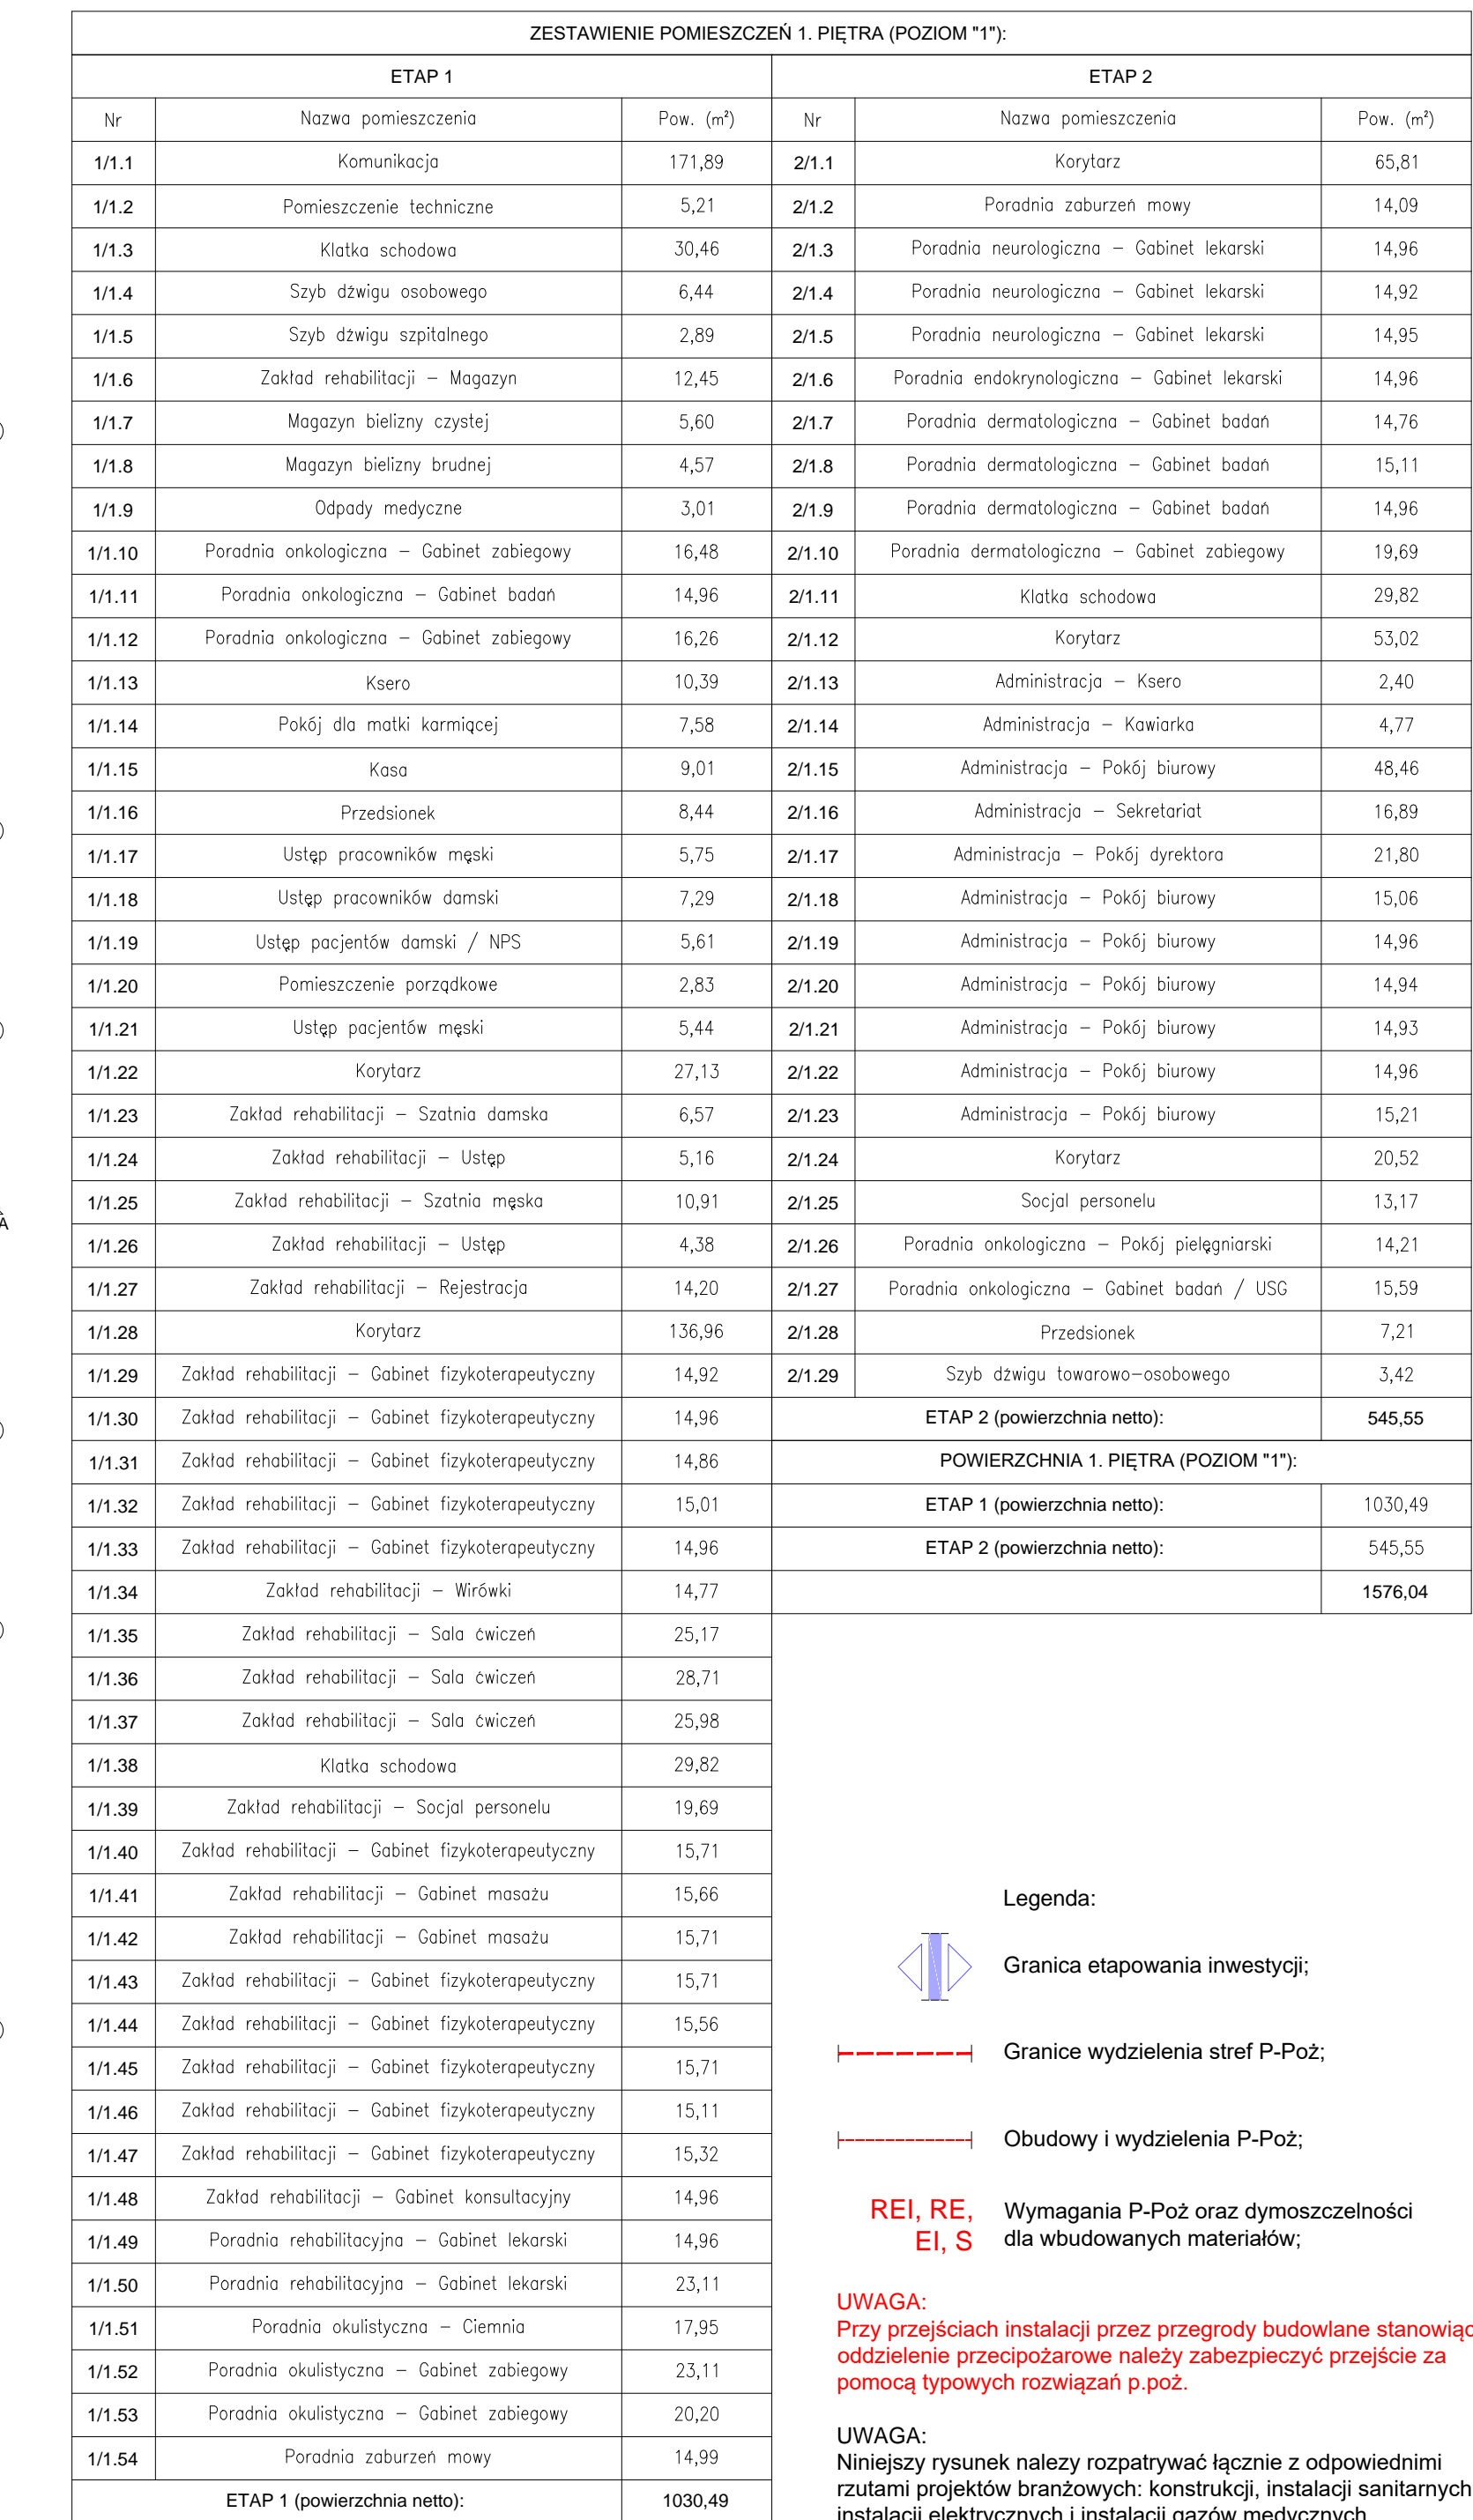 ZESTAWIENIE POMIESZCZEŃ 1. PIĘTRA (POZIOM "1"):
ETAP 1 ETAP 2
Nr Nazwa pomieszczenia Pow. (m²) Nr Nazwa pomieszczenia Pow. (m²)
1/1.1 Komunikacja 171,89 2/1.1 Korytarz 65,81
1/1.2 Pomieszczenie techniczne 5,21 2/1.2 Poradnia zaburzeń mowy 14,09
1/1.3 Klatka schodowa 30,46 2/1.3 Poradnia neurologiczna – Gabinet lekarski 14,96
1/1.4 Szyb dźwigu osobowego 6,44 2/1.4 Poradnia neurologiczna – Gabinet lekarski 14,92
1/1.5 Szyb dźwigu szpitalnego 2,89 2/1.5 Poradnia neurologiczna – Gabinet lekarski 14,95
1/1.6 Zakład rehabilitacji – Magazyn 12,45 2/1.6 Poradnia endokrynologiczna – Gabinet lekarski 14,96
1/1.7 Magazyn bielizny czystej 5,60 2/1.7 Poradnia dermatologiczna – Gabinet badań 14,76
1/1.8 Magazyn bielizny brudnej 4,57 2/1.8 Poradnia dermatologiczna – Gabinet badań 15,11
1/1.9 Odpady medyczne 3,01 2/1.9 Poradnia dermatologiczna – Gabinet badań 14,96
1/1.10 Poradnia onkologiczna – Gabinet zabiegowy 16,48 2/1.10 Poradnia dermatologiczna – Gabinet zabiegowy 19,69
1/1.11 Poradnia onkologiczna – Gabinet badań 14,96 2/1.11 Klatka schodowa 29,82
1/1.12 Poradnia onkologiczna – Gabinet zabiegowy 16,26 2/1.12 Korytarz 53,02
1/1.13 Ksero 10,39 2/1.13 Administracja – Ksero 2,40
1/1.14 Pokój dla matki karmiącej 7,58 2/1.14 Administracja – Kawiarka 4,77
1/1.15 Kasa 9,01 2/1.15 Administracja – Pokój biurowy 48,46
1/1.16 Przedsionek 8,44 2/1.16 Administracja – Sekretariat 16,89
1/1.17 Ustęp pracowników męski 5,75 2/1.17 Administracja – Pokój dyrektora 21,80
1/1.18 Ustęp pracowników damski 7,29 2/1.18 Administracja – Pokój biurowy 15,06
1/1.19 Ustęp pacjentów damski / NPS 5,61 2/1.19 Administracja – Pokój biurowy 14,96
1/1.20 Pomieszczenie porządkowe 2,83 2/1.20 Administracja – Pokój biurowy 14,94
1/1.21 Ustęp pacjentów męski 5,44 2/1.21 Administracja – Pokój biurowy 14,93
1/1.22 Korytarz 27,13 2/1.22 Administracja – Pokój biurowy 14,96
1/1.23 Zakład rehabilitacji – Szatnia damska 6,57 2/1.23 Administracja – Pokój biurowy 15,21
1/1.24 Zakład rehabilitacji – Ustęp 5,16 2/1.24 Korytarz 20,52
1/1.25 Zakład rehabilitacji – Szatnia męska 10,91 2/1.25 Socjal personelu 13,17
1/1.26 Zakład rehabilitacji – Ustęp 4,38 2/1.26 Poradnia onkologiczna – Pokój pielęgniarski 14,21
1/1.27 Zakład rehabilitacji – Rejestracja 14,20 2/1.27 Poradnia onkologiczna – Gabinet badań / USG 15,59
1/1.28 Korytarz 136,96 2/1.28 Przedsionek 7,21
1/1.29 Zakład rehabilitacji – Gabinet fizykoterapeutyczny 14,92 2/1.29 Szyb dźwigu towarowo-osobowego 3,42
1/1.30 Zakład rehabilitacji – Gabinet fizykoterapeutyczny 14,96 ETAP 2 (powierzchnia netto): 545,55
1/1.31 Zakład rehabilitacji – Gabinet fizykoterapeutyczny 14,86 POWIERZCHNIA 1. PIĘTRA (POZIOM "1"):
1/1.32 Zakład rehabilitacji – Gabinet fizykoterapeutyczny 15,01 ETAP 1 (powierzchnia netto): 1030,49
1/1.33 Zakład rehabilitacji – Gabinet fizykoterapeutyczny 14,96 ETAP 2 (powierzchnia netto): 545,55
1/1.34 Zakład rehabilitacji – Wirówki 14,77 1576,04
1/1.35 Zakład rehabilitacji – Sala ćwiczeń 25,17
1/1.36 Zakład rehabilitacji – Sala ćwiczeń 28,71
1/1.37 Zakład rehabilitacji – Sala ćwiczeń 25,98
1/1.38 Klatka schodowa 29,82
1/1.39 Zakład rehabilitacji – Socjal personelu 19,69
1/1.40 Zakład rehabilitacji – Gabinet fizykoterapeutyczny 15,71
1/1.41 Zakład rehabilitacji – Gabinet masażu 15,66
1/1.42 Zakład rehabilitacji – Gabinet masażu 15,71
1/1.43 Zakład rehabilitacji – Gabinet fizykoterapeutyczny 15,71
1/1.44 Zakład rehabilitacji – Gabinet fizykoterapeutyczny 15,56
1/1.45 Zakład rehabilitacji – Gabinet fizykoterapeutyczny 15,71
1/1.46 Zakład rehabilitacji – Gabinet fizykoterapeutyczny 15,11
1/1.47 Zakład rehabilitacji – Gabinet fizykoterapeutyczny 15,32
1/1.48 Zakład rehabilitacji – Gabinet konsultacyjny 14,96
1/1.49 Poradnia rehabilitacyjna – Gabinet lekarski 14,96
1/1.50 Poradnia rehabilitacyjna – Gabinet lekarski 23,11
1/1.51 Poradnia okulistyczna – Ciemnia 17,95
1/1.52 Poradnia okulistyczna – Gabinet zabiegowy 23,11
1/1.53 Poradnia okulistyczna – Gabinet zabiegowy 20,20
1/1.54 Poradnia zaburzeń mowy 14,99
ETAP 1 (powierzchnia netto): 1030,49
Legenda:
Granica etapowania inwestycji;
Granice wydzielenia stref P-Poż;
Obudowy i wydzielenia P-Poż;
REI, RE, Wymagania P-Poż oraz dymoszczelności
EI, S dla wbudowanych materiałów;
UWAGA:
Przy przejściach instalacji przez przegrody budowlane
oddzielenie przecipożarowe należy zabezpieczyć przejście za
pomocą typowych rozwiązań p.poż.
UWAGA:
Niniejszy rysunek nalezy rozpatrywać łącznie z odpowiednimi
rzutami projektów branżowych: konstrukcji, instalacji sanitarnych
instalacji elektrycznych i instalacji gazów medycznych